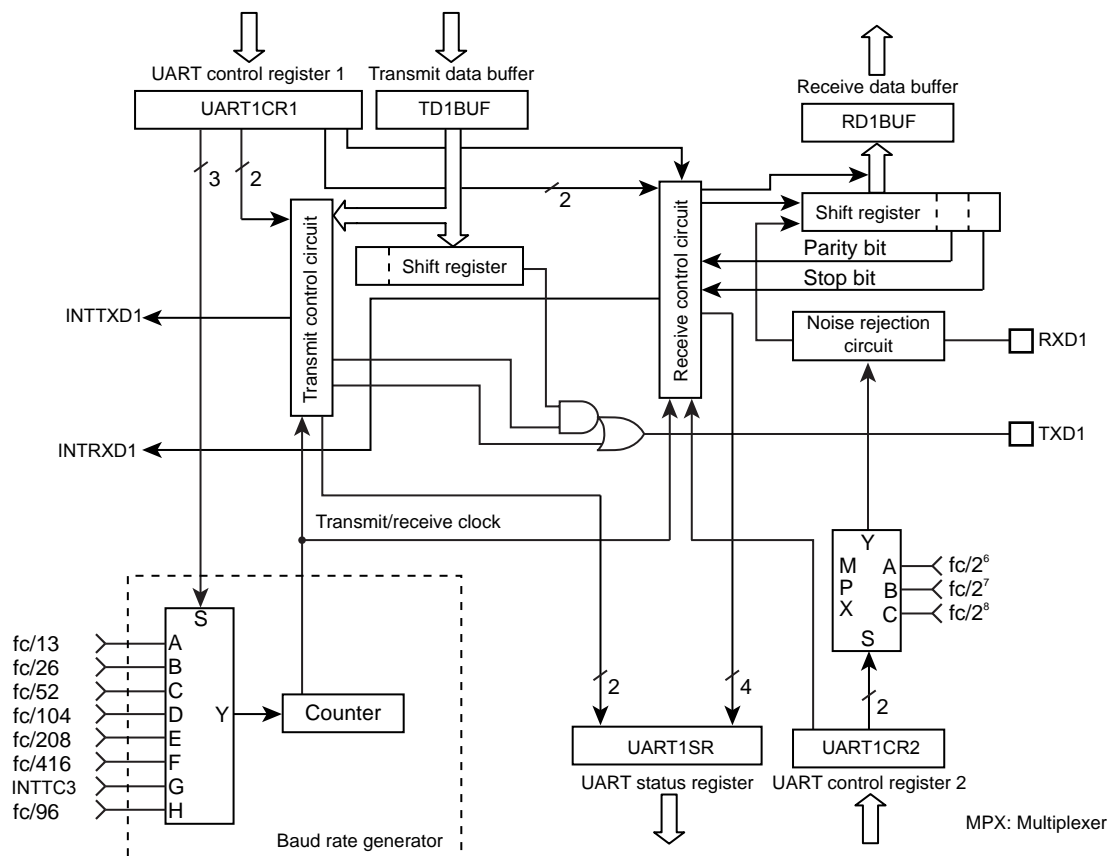 UART control register 1
Transmit data buffer
Receive data buffer
UART1CR1
TD1BUF
RD1BUF
3
2
2
Transmit control circuit
Receive control circuit
Shift register
Shift register
Parity bit
Stop bit
Noise rejection
circuit
INTTXD1
RXD1
INTRXD1
TXD1
Transmit/receive clock
S
A
B
C
D
E
F
G
H
Y
fc/13
fc/26
fc/52
fc/104
fc/208
fc/416
INTTC3
fc/96
Counter
Baud rate generator
Y
M
P
X
A
B
C
S
fc/2⁶
fc/2⁷
fc/2⁸
2
4
2
UART1SR
UART status register
UART1CR2
UART control register 2
MPX: Multiplexer